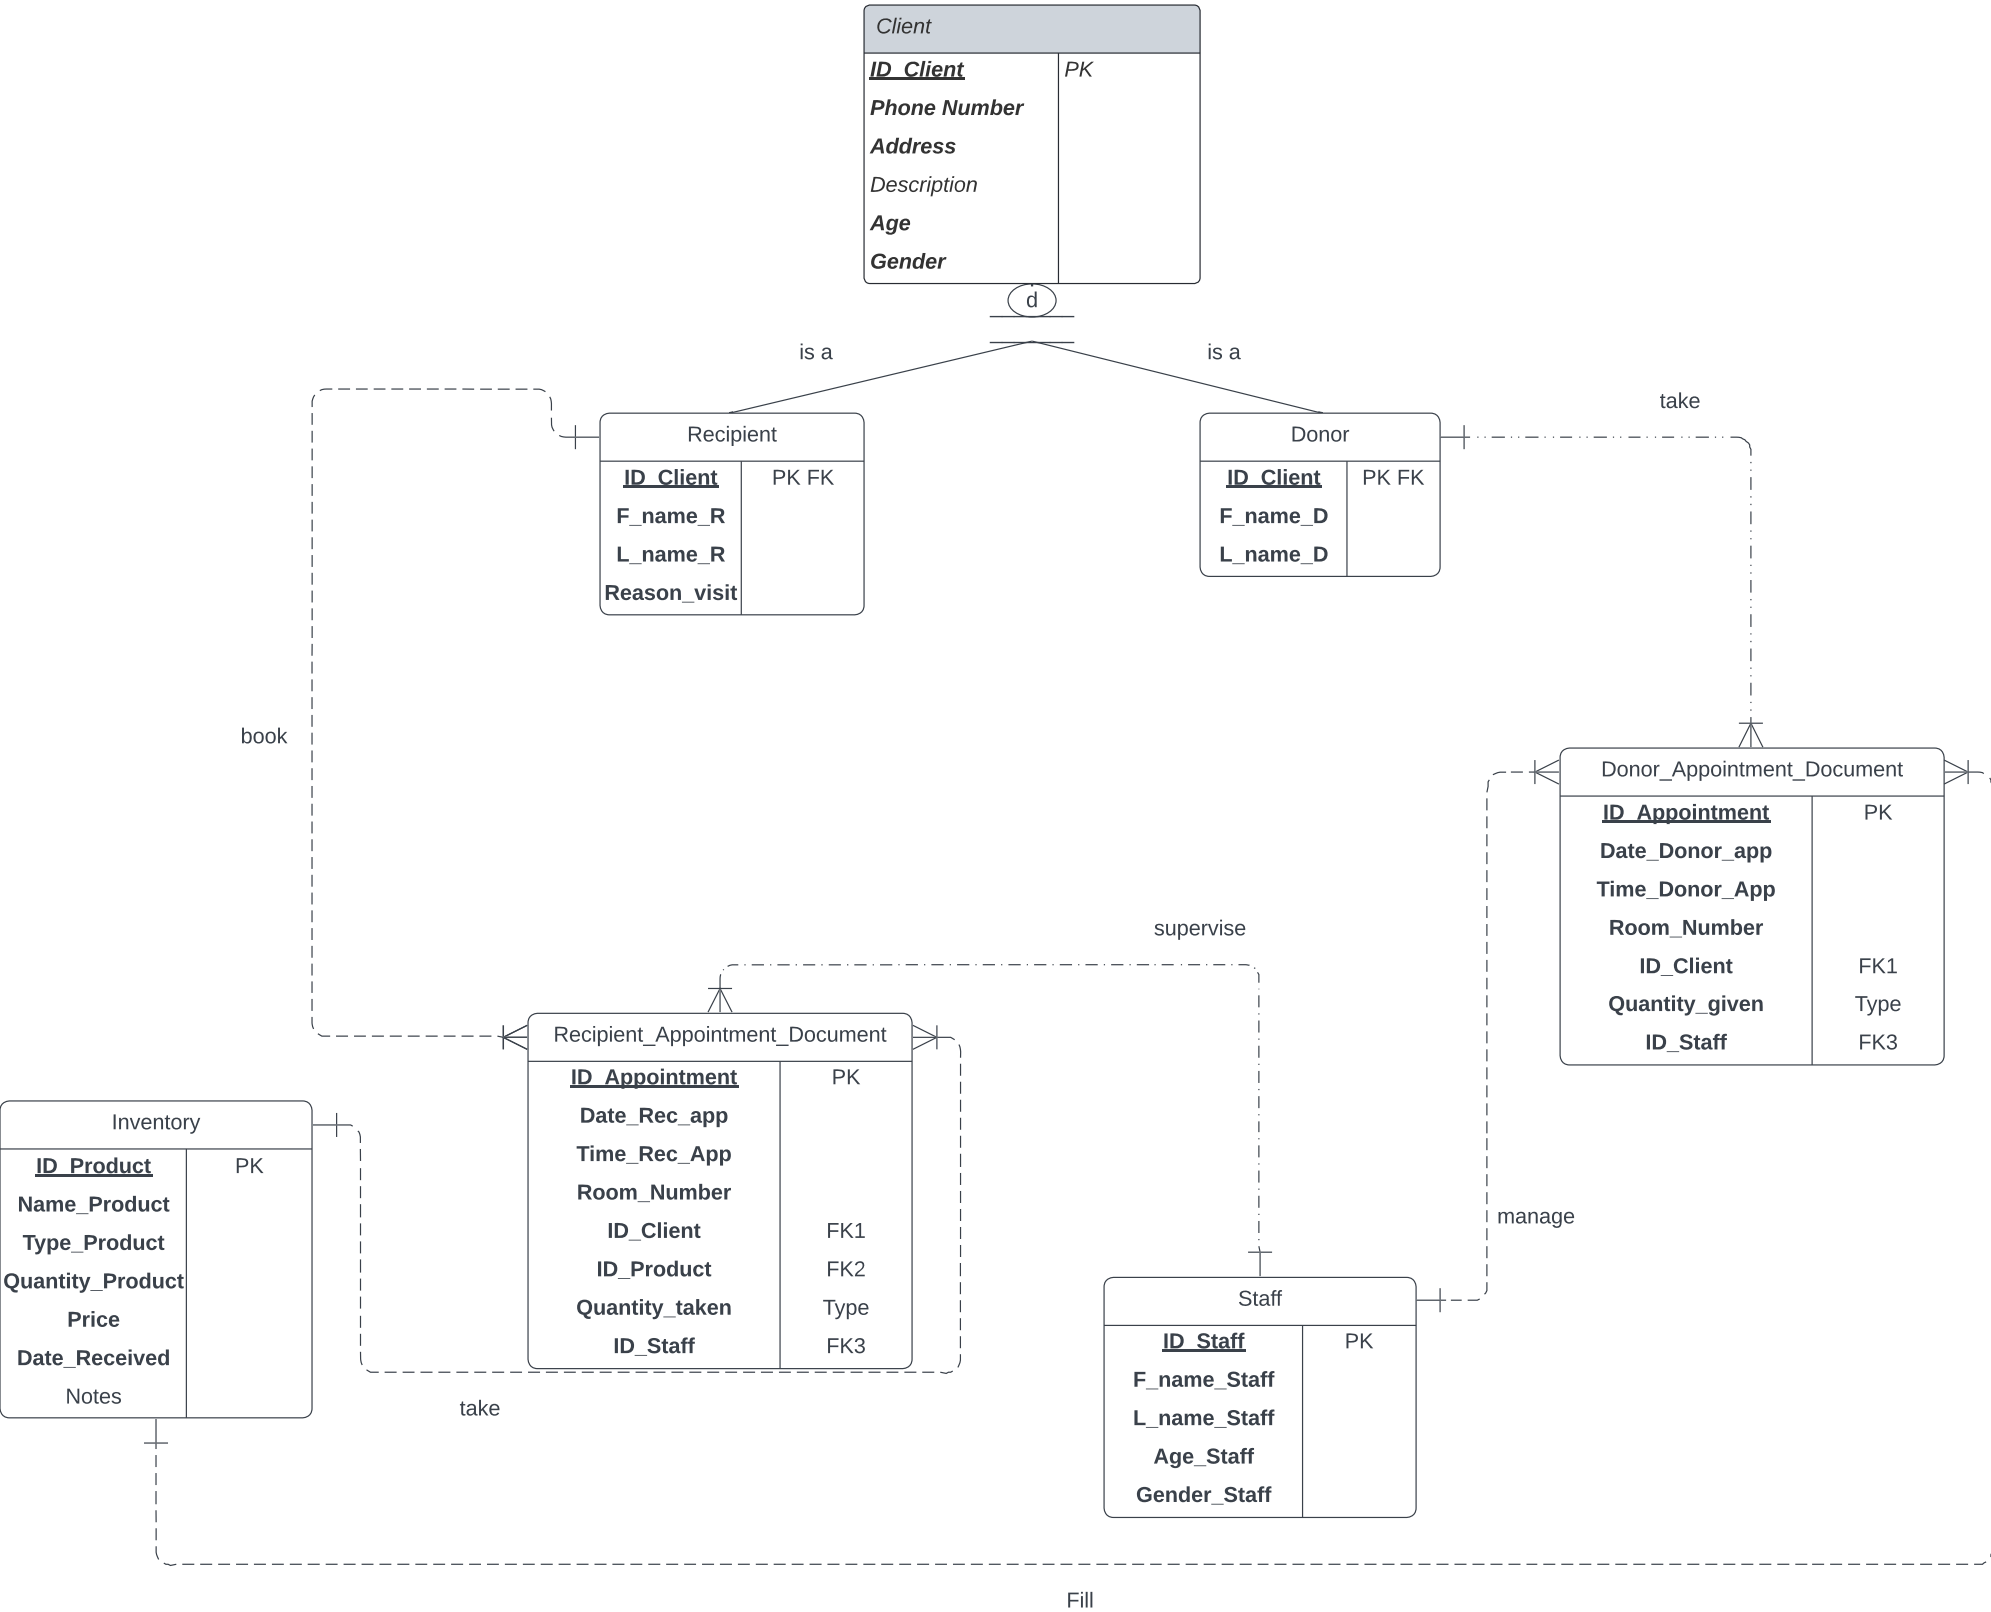 Client
ID_Client PK
Phone Number
Address
Description
Age
Gender
d
is a
is a
take
Recipient
ID_Client PK FK
F_name_R
L_name_R
Reason_visit
Donor
ID_Client PK FK
F_name_D
L_name_D
book
Donor_Appointment_Document
ID_Appointment PK
Date_Donor_app
Time_Donor_App
Room_Number
ID_Client FK1
Quantity_given Type
ID_Staff FK3
supervise
Recipient_Appointment_Document
ID_Appointment PK
Date_Rec_app
Time_Rec_App
Room_Number
ID_Client FK1
ID_Product FK2
Quantity_taken Type
ID_Staff FK3
Inventory
ID_Product PK
Name_Product
Type_Product
Quantity_Product
Price
Date_Received
Notes
manage
Staff
ID_Staff PK
F_name_Staff
L_name_Staff
Age_Staff
Gender_Staff
take
Fill